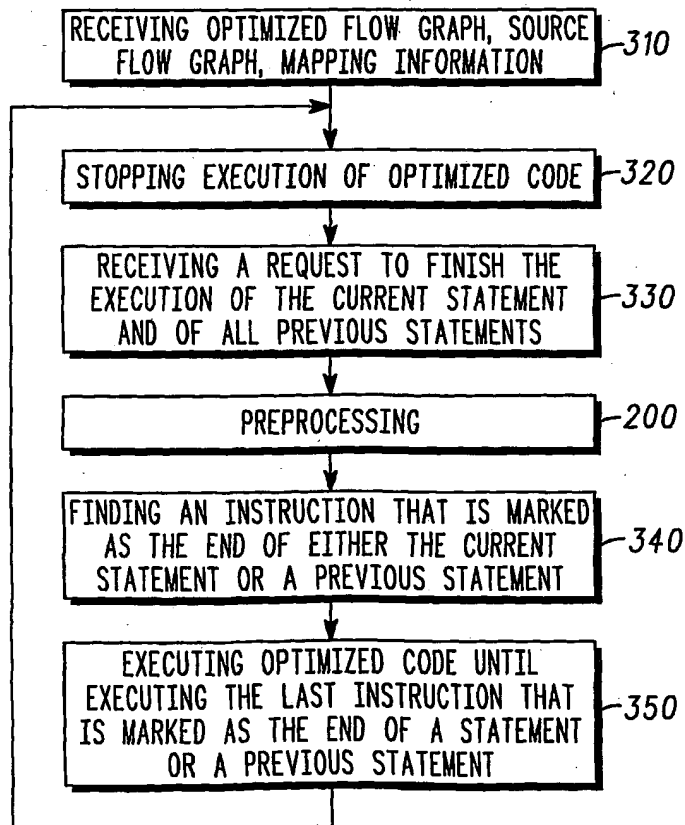 RECEIVING OPTIMIZED FLOW GRAPH, SOURCE
FLOW GRAPH, MAPPING INFORMATION
310
STOPPING EXECUTION OF OPTIMIZED CODE
320
RECEIVING A REQUEST TO FINISH THE
EXECUTION OF THE CURRENT STATEMENT
AND OF ALL PREVIOUS STATEMENTS
330
PREPROCESSING
200
FINDING AN INSTRUCTION THAT IS MARKED
AS THE END OF EITHER THE CURRENT
STATEMENT OR A PREVIOUS STATEMENT
340
EXECUTING OPTIMIZED CODE UNTIL
EXECUTING THE LAST INSTRUCTION THAT
IS MARKED AS THE END OF A STATEMENT
OR A PREVIOUS STATEMENT
350